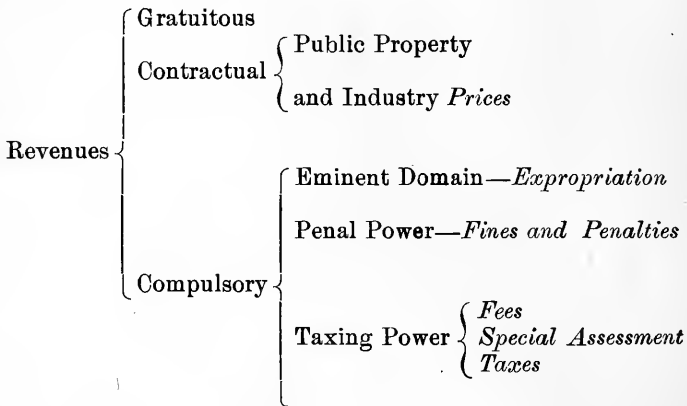 Gratuitous
Public Property
Contractual
and Industry Prices
Revenues
Eminent Domain—Expropriation
Penal Power—Fines and Penalties
Compulsory
Fees
Taxing Power Special Assessment
Taxes